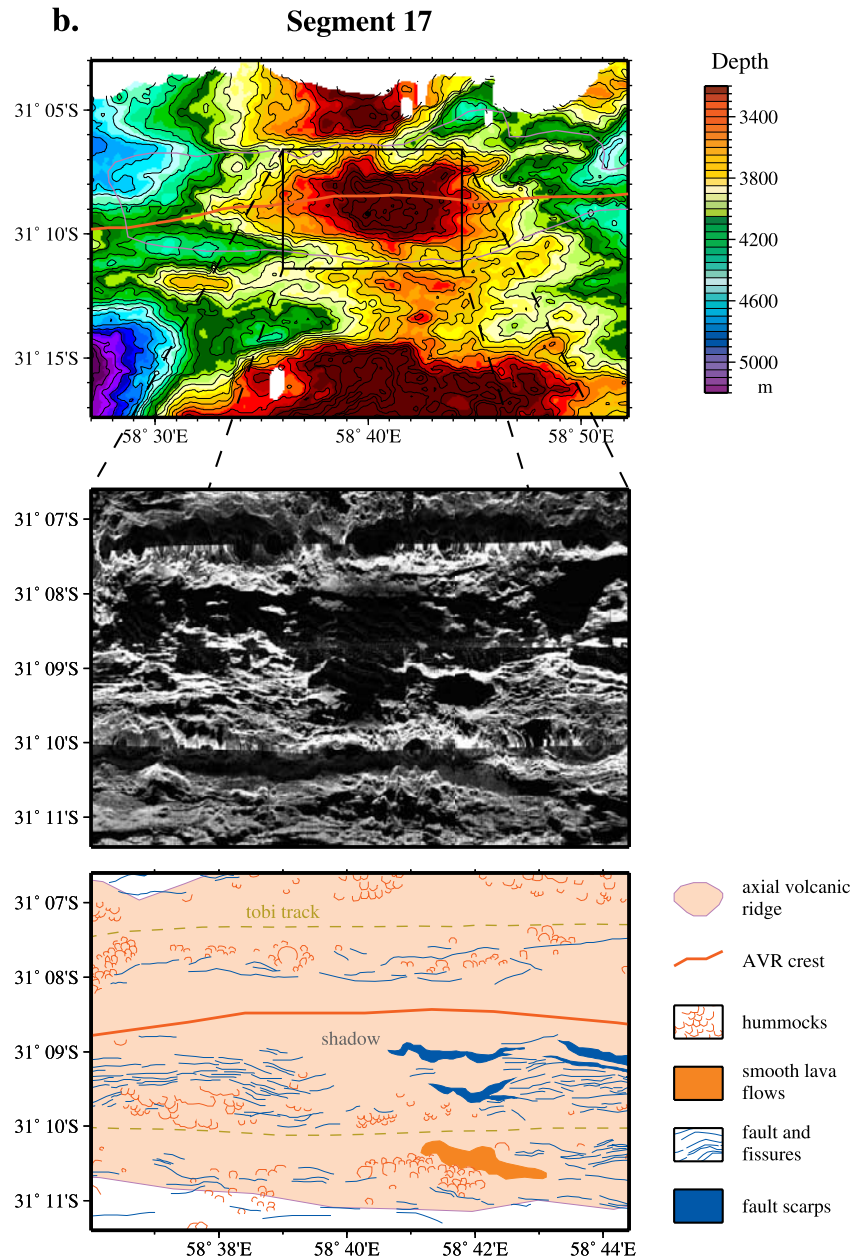 b.
Segment 17
Depth
31° 05'S
31° 10'S
31° 15'S
3400
3800
4200
4600
5000
m
58° 30'E
58° 40'E
58° 50'E
31° 07'S
31° 08'S
31° 09'S
31° 10'S
31° 11'S
31° 07'S
31° 08'S
31° 09'S
31° 10'S
31° 11'S
tobi track
shadow
58° 38'E
58° 40'E
58° 42'E
58° 44'E
axial volcanic
ridge
AVR crest
hummocks
smooth lava
flows
fault and
fissures
fault scarps